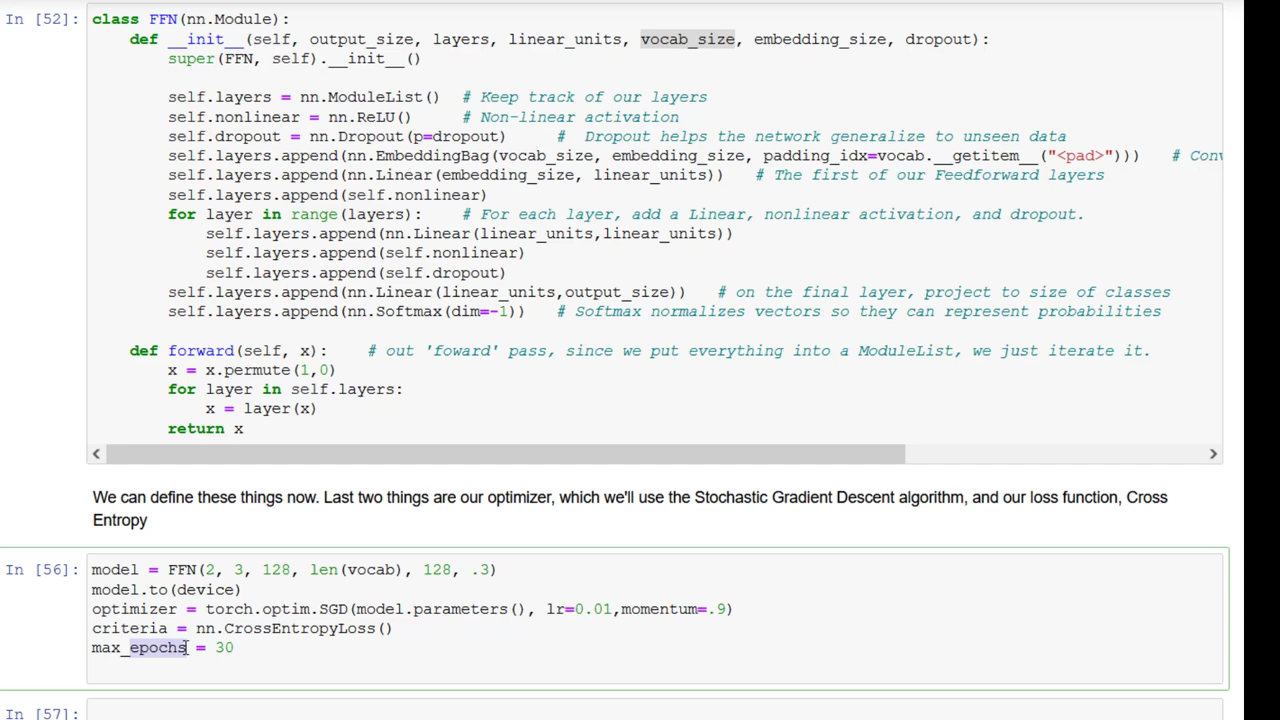 In [52]: class FFN(nn.Module):
def __init__(self, output_size, layers, linear_units, vocab_size, embedding_size, dropout):
super(FFN, self).__init__()
self.layers = nn.ModuleList()  # Keep track of our layers
self.nonlinear = nn.ReLU()     # Non-linear activation
self.dropout = nn.Dropout(p=dropout)     #  Dropout helps the network generalize to unseen data
self.layers.append(nn.EmbeddingBag(vocab_size, embedding_size, padding_idx=vocab.__getitem__("<pad>")))   # Conv
self.layers.append(nn.Linear(embedding_size, linear_units))   # The first of our Feedforward layers
self.layers.append(self.nonlinear)
for layer in range(layers):    # For each layer, add a Linear, nonlinear activation, and dropout.
self.layers.append(nn.Linear(linear_units,linear_units))
self.layers.append(self.nonlinear)
self.layers.append(self.dropout)
self.layers.append(nn.Linear(linear_units,output_size))   # on the final layer, project to size of classes
self.layers.append(nn.Softmax(dim=-1))   # Softmax normalizes vectors so they can represent probabilities
def forward(self, x):    # out 'foward' pass, since we put everything into a ModuleList, we just iterate it.
x = x.permute(1,0)
for layer in self.layers:
x = layer(x)
return x
We can define these things now. Last two things are our optimizer, which we'll use the Stochastic Gradient Descent algorithm, and our loss function, Cross
Entropy
In [56]: model = FFN(2, 3, 128, len(vocab), 128, .3)
model.to(device)
optimizer = torch.optim.SGD(model.parameters(), lr=0.01,momentum=.9)
criteria = nn.CrossEntropyLoss()
max_epochs = 30
In [57]: